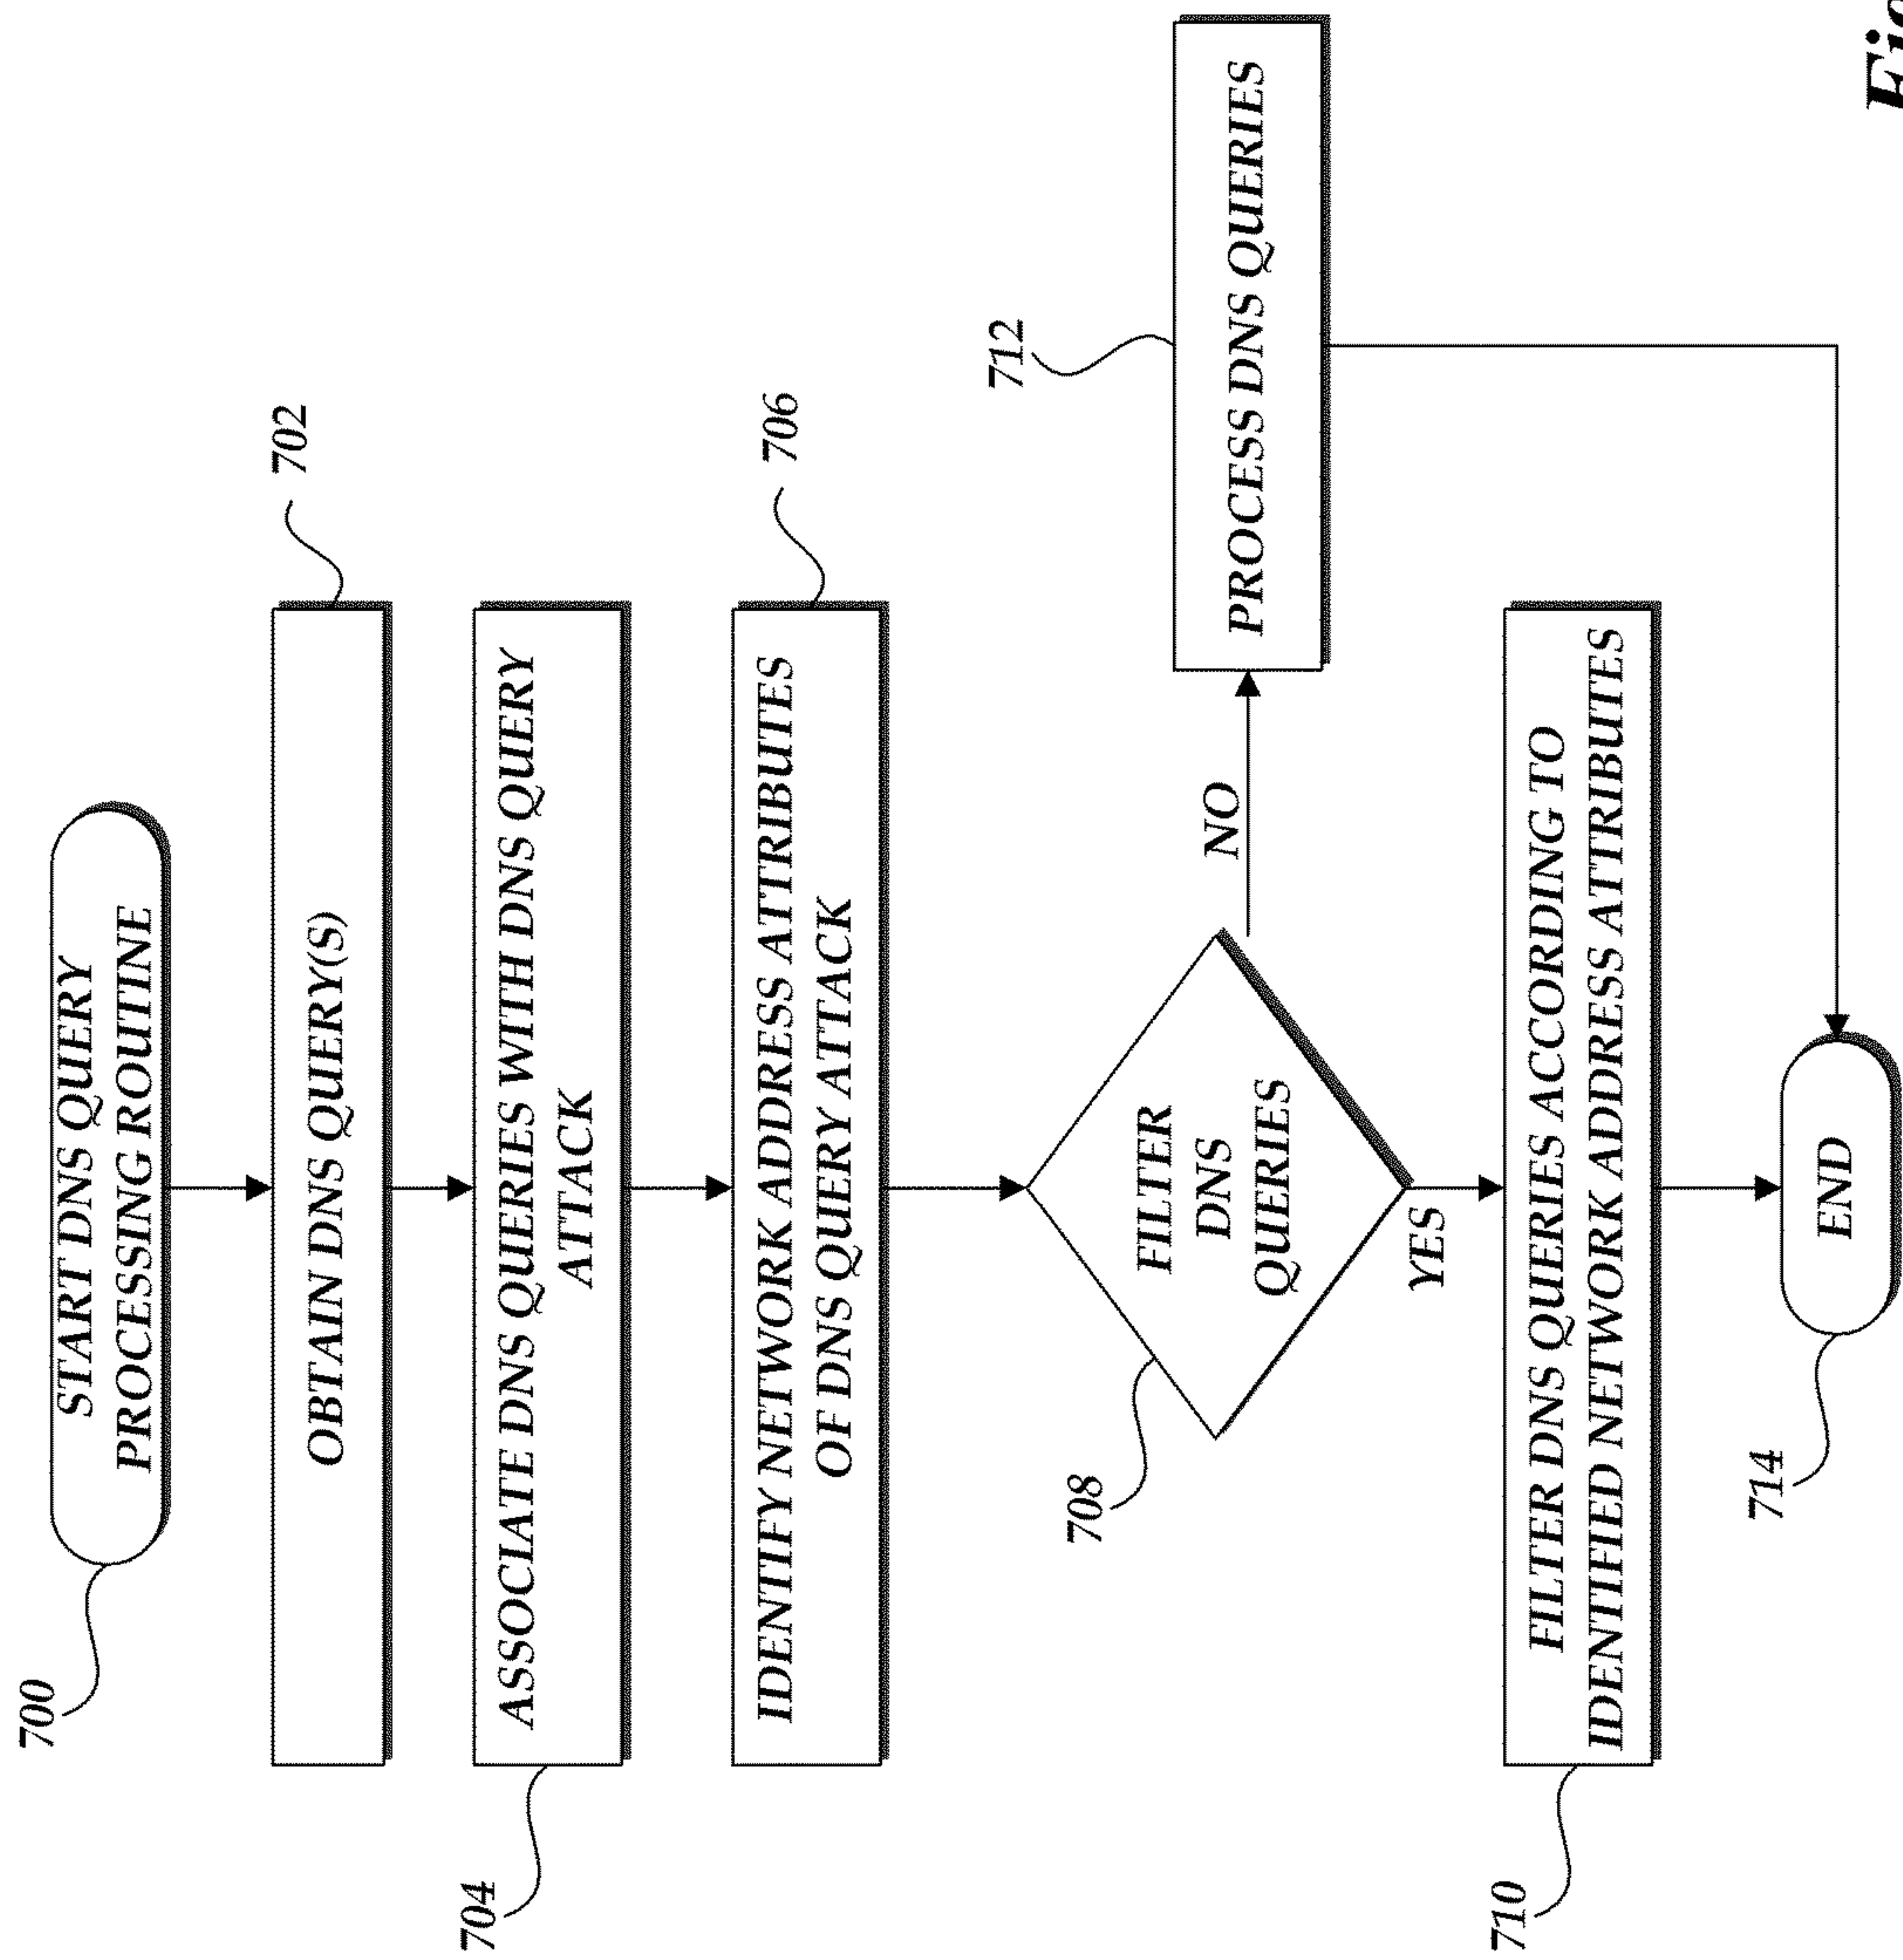 700
START DNS QUERY
PROCESSING ROUTINE
702
OBTAIN DNS QUERY(S)
704
ASSOCIATE DNS QUERIES WITH DNS QUERY
ATTACK
706
IDENTIFY NETWORK ADDRESS ATTRIBUTES
OF DNS QUERY ATTACK
708
FILTER
DNS
QUERIES
NO
712
PROCESS DNS QUERIES
YES
710
FILTER DNS QUERIES ACCORDING TO
IDENTIFIED NETWORK ADDRESS ATTRIBUTES
714
END